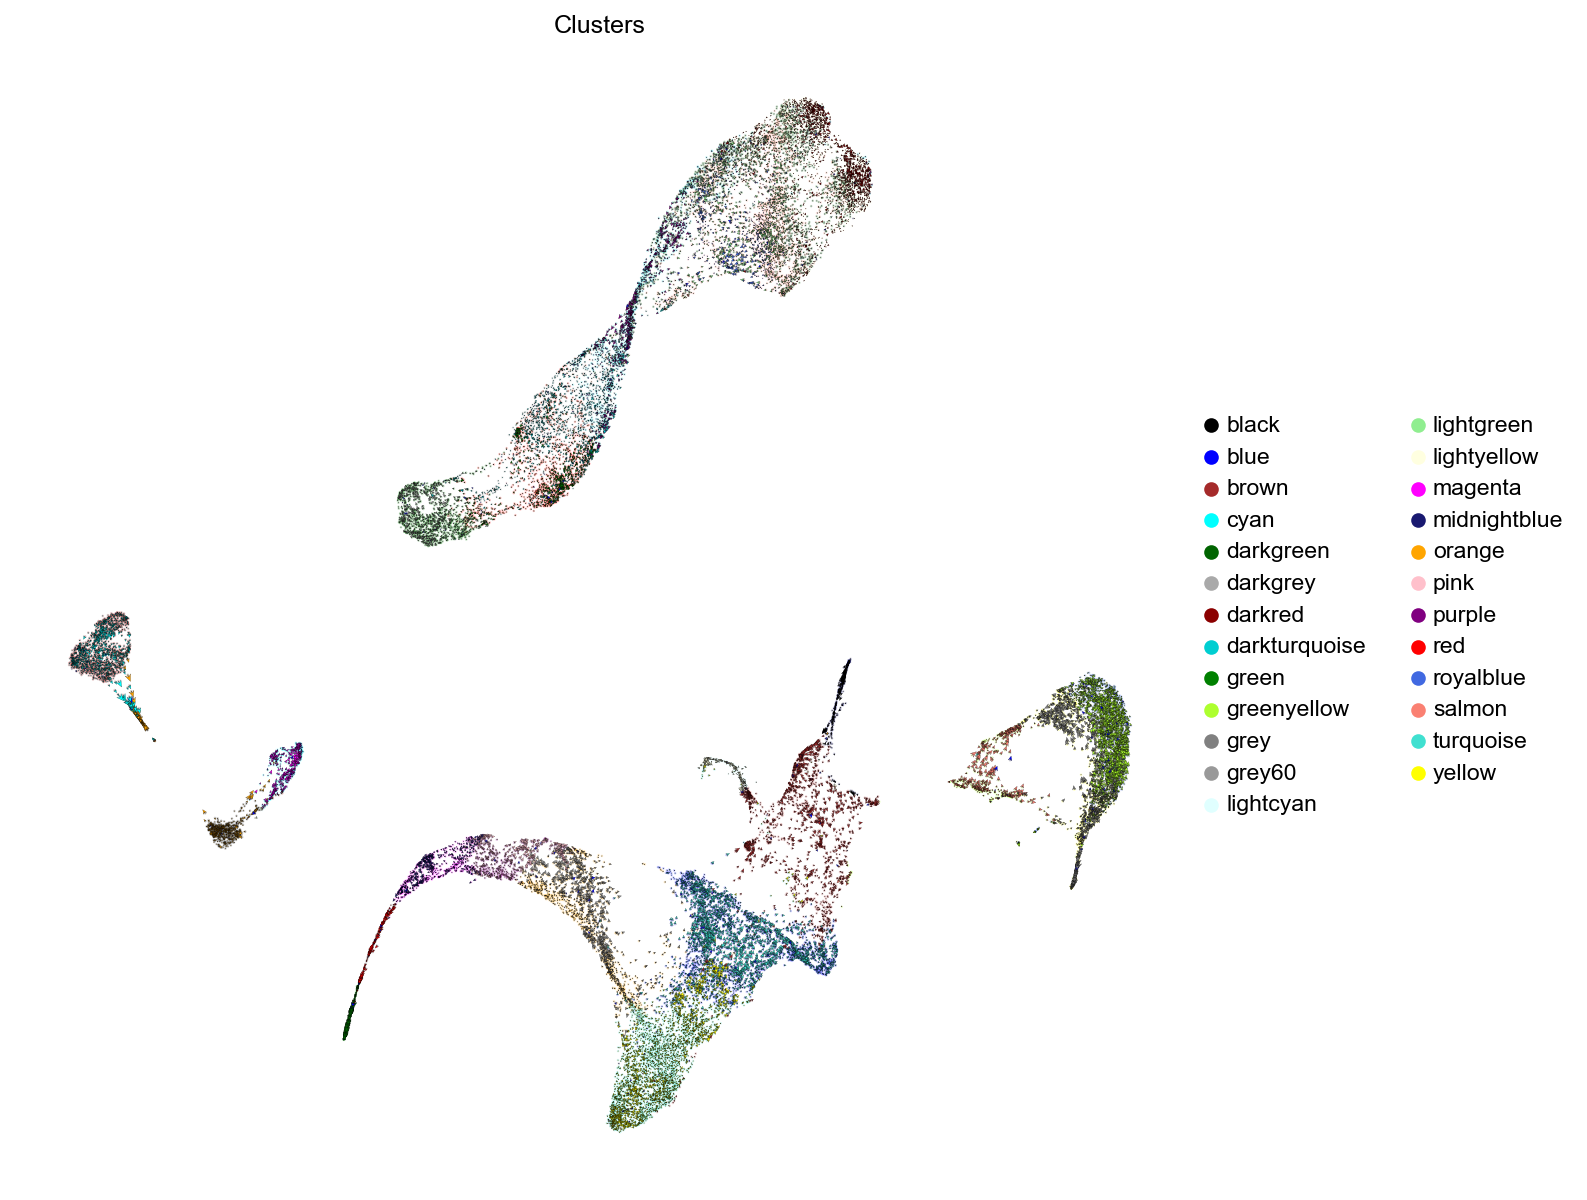 Clusters
black
blue
brown
cyan
darkgreen
darkgrey
darkred
darkturquoise
green
greenyellow
grey
grey60
lightcyan
lightgreen
lightyellow
magenta
midnightblue
orange
pink
purple
red
royalblue
salmon
turquoise
yellow